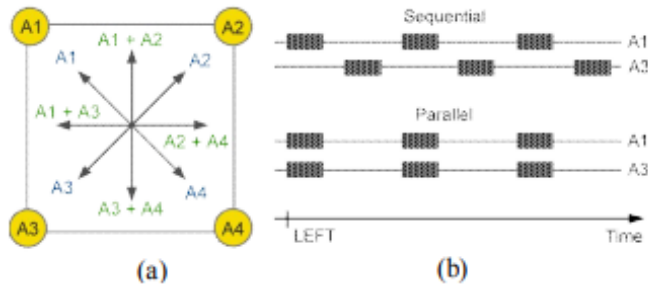 A1
A2
A1 + A2
A1
A2
A1 + A3
A2 + A4
A3
A4
A3 + A4
A3
A4
(a)
Sequential
A1
A3
Parallel
A1
A3
LEFT
Time
(b)